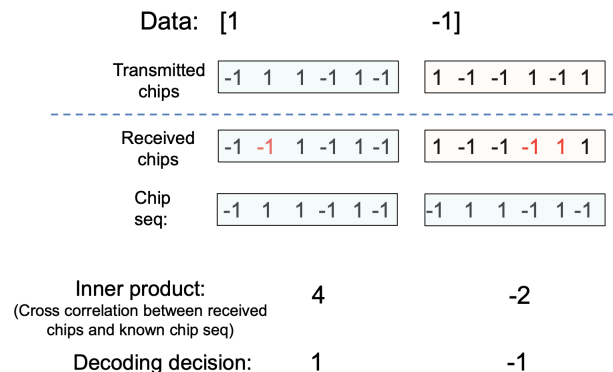 Data: [1 -1]
Transmitted chips -1 1 1 -1 1 -1 1 -1 -1 1 -1 1
Received chips -1 -1 1 -1 1 -1 1 -1 -1 -1 1 1
Chip seq: -1 1 1 -1 1 -1 -1 1 1 -1 1 -1
Inner product: 4 -2
(Cross correlation between received
chips and known chip seq)
Decoding decision: 1 -1